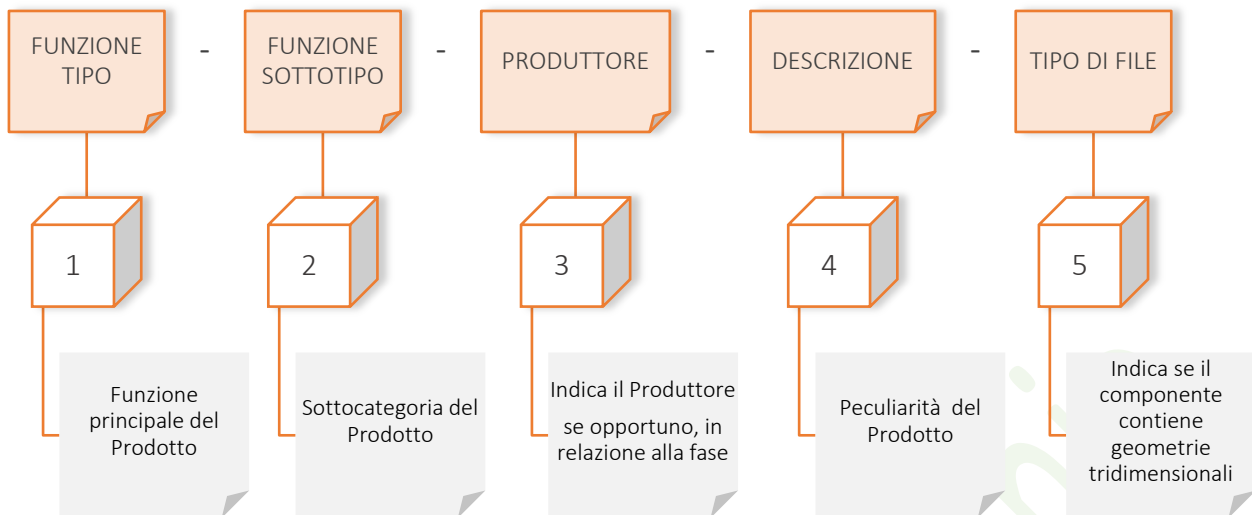 FUNZIONE
TIPO
-
FUNZIONE
SOTTOTIPO
-
PRODUTTORE
-
DESCRIZIONE
-
TIPO DI FILE
1
2
3
4
5
Funzione
principale del
Prodotto
Sottocategoria del
Prodotto
Indica il Produttore
se opportuno, in
relazione alla fase
Peculiarità del
Prodotto
Indica se il
componente
contiene
geometrie
tridimensionali